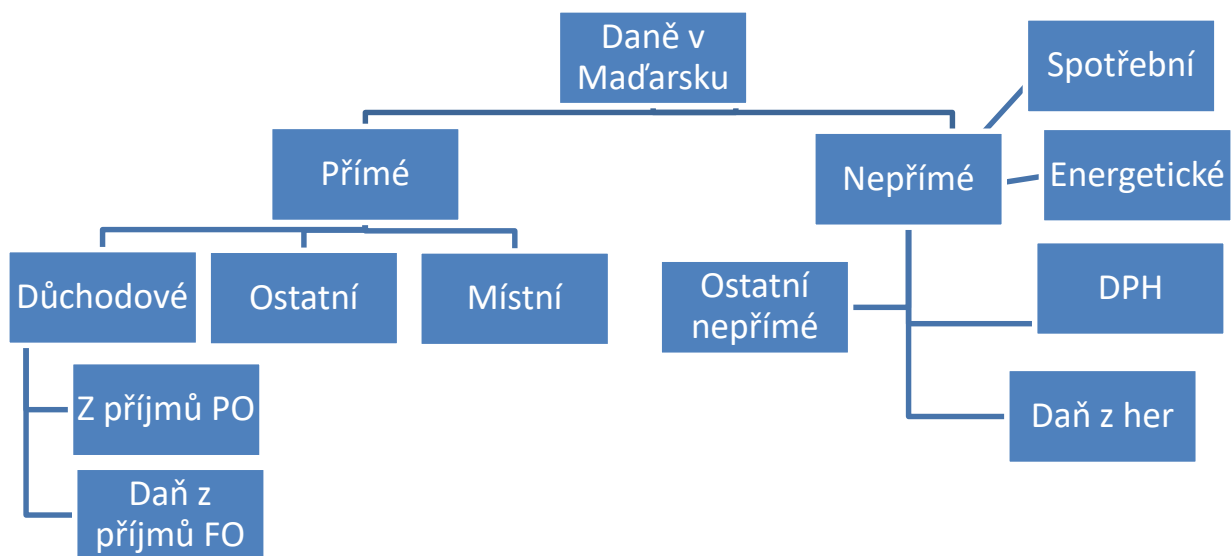 Daně v
Maďarsku
Spotřební
Přímé
Nepřímé
Energetické
Důchodové
Ostatní
Místní
Ostatní
nepřímé
DPH
Z příjmů PO
Daň z her
Daň z
příjmů FO